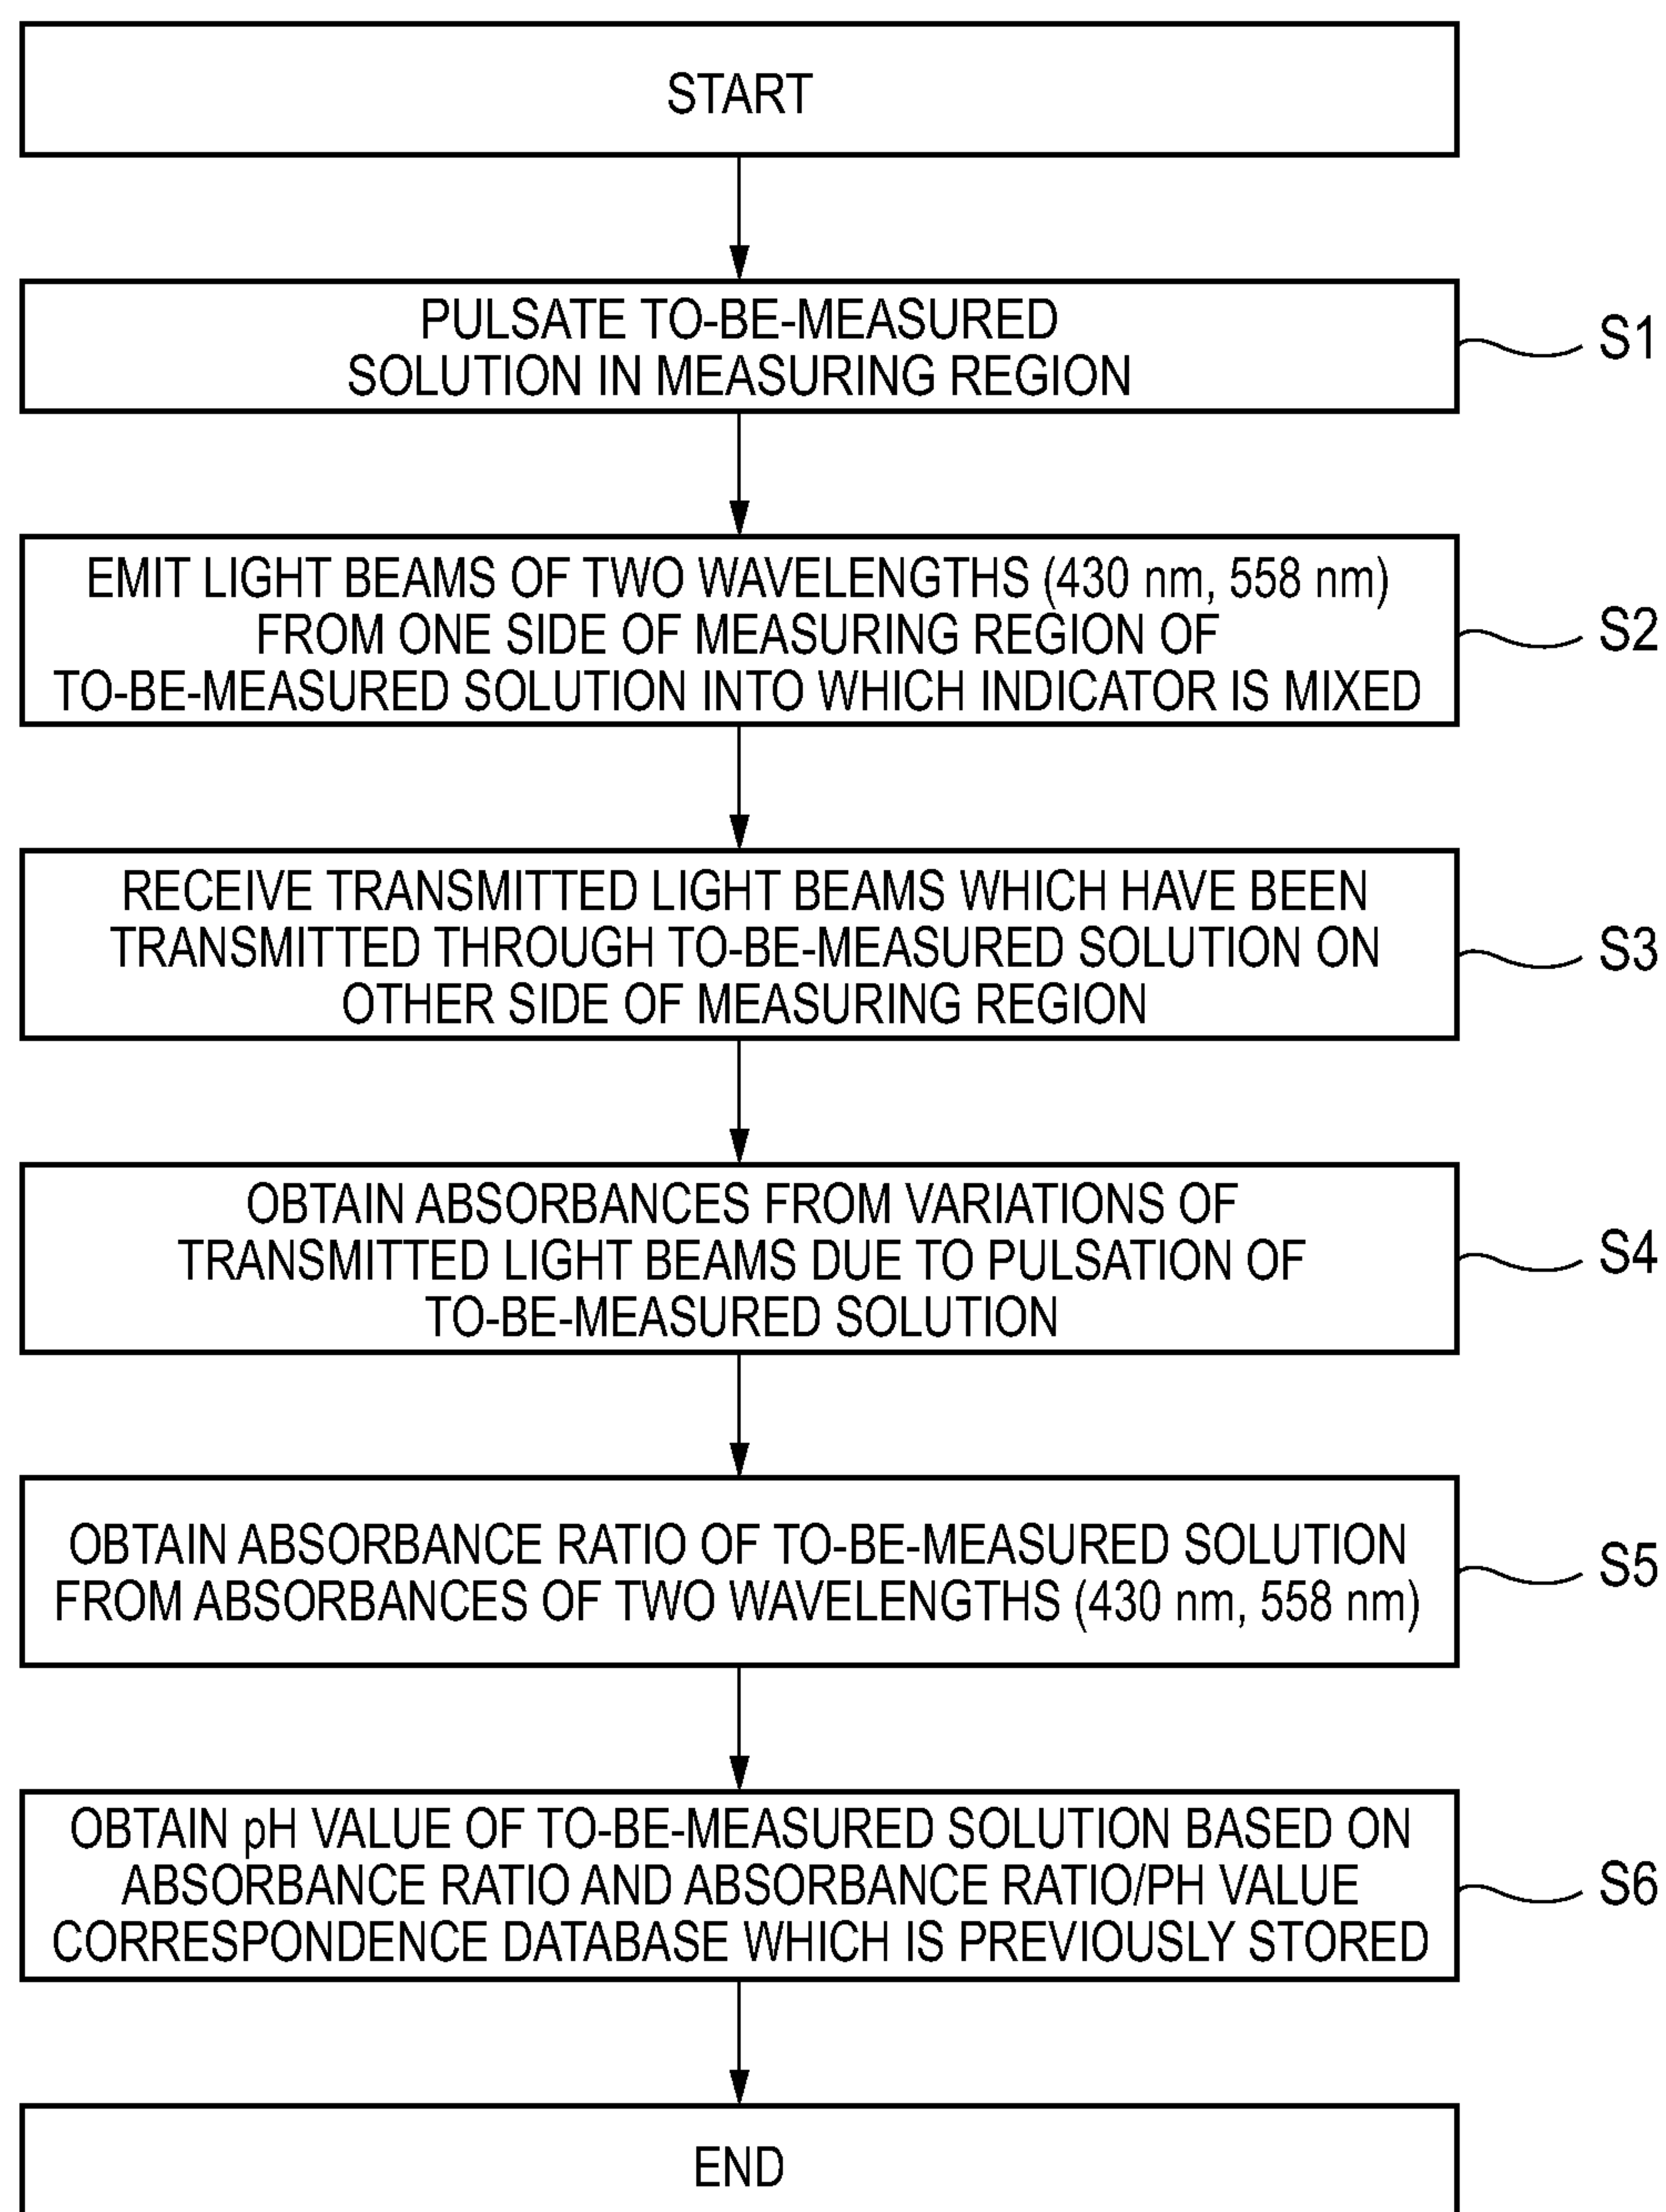 START
PULSATE TO-BE-MEASURED
SOLUTION IN MEASURING REGION
S1
EMIT LIGHT BEAMS OF TWO WAVELENGTHS (430 nm, 558 nm)
FROM ONE SIDE OF MEASURING REGION OF
TO-BE-MEASURED SOLUTION INTO WHICH INDICATOR IS MIXED
S2
RECEIVE TRANSMITTED LIGHT BEAMS WHICH HAVE BEEN
TRANSMITTED THROUGH TO-BE-MEASURED SOLUTION ON
OTHER SIDE OF MEASURING REGION
S3
OBTAIN ABSORBANCES FROM VARIATIONS OF
TRANSMITTED LIGHT BEAMS DUE TO PULSATION OF
TO-BE-MEASURED SOLUTION
S4
OBTAIN ABSORBANCE RATIO OF TO-BE-MEASURED SOLUTION
FROM ABSORBANCES OF TWO WAVELENGTHS (430 nm, 558 nm)
S5
OBTAIN pH VALUE OF TO-BE-MEASURED SOLUTION BASED ON
ABSORBANCE RATIO AND ABSORBANCE RATIO/PH VALUE
CORRESPONDENCE DATABASE WHICH IS PREVIOUSLY STORED
S6
END